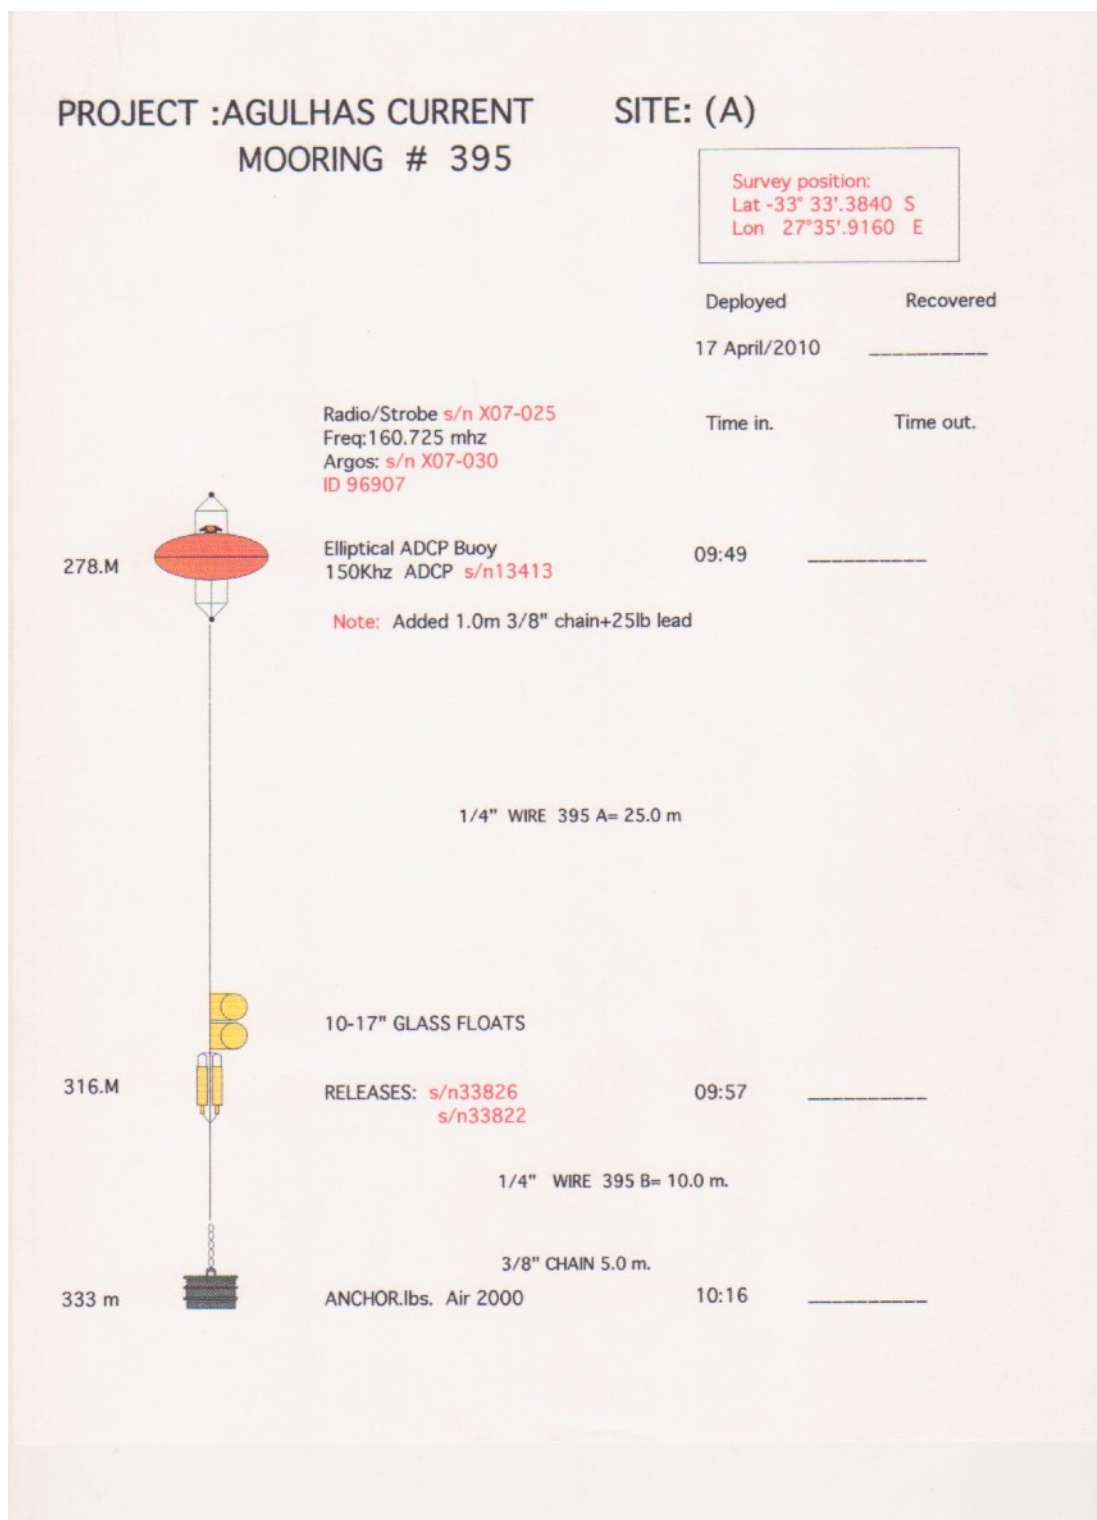 PROJECT :AGULHAS CURRENT SITE: (A)
MOORING # 395
Survey position:
Lat -33° 33'.3840 S
Lon 27°35'.9160 E
Deployed Recovered
17 April/2010 __________
Radio/Strobe s/n X07-025
Freq:160.725 mhz
Argos: s/n X07-030
ID 96907
Time in. Time out.
278.M
Elliptical ADCP Buoy
150Khz ADCP s/n13413
09:49 __________
Note: Added 1.0m 3/8" chain+25lb lead
1/4" WIRE 395 A= 25.0 m
10-17" GLASS FLOATS
316.M
RELEASES: s/n33826
s/n33822
09:57 __________
1/4" WIRE 395 B= 10.0 m.
3/8" CHAIN 5.0 m.
333 m ANCHOR.lbs. Air 2000 10:16 __________